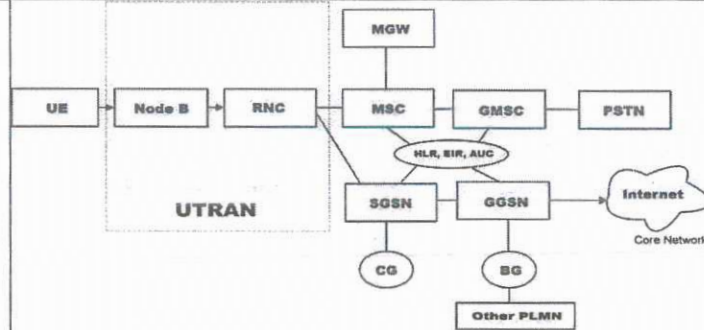 MGW
UE
Node B
RNC
MSC
GMSC
PSTN
HLR, EIR, AUC
UTRAN
SGSN
GGSN
Internet
Core Network
CG
BG
Other PLMN